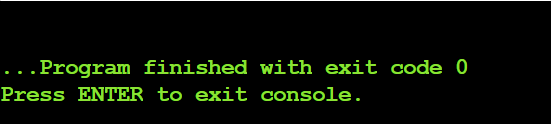 ...Program finished with exit code 0
Press ENTER to exit console.